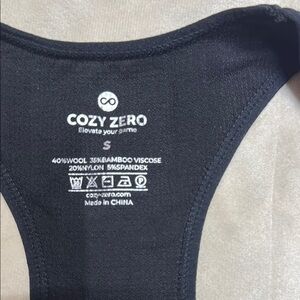 COZY ZERO
Elevate your game
S
40%WOOL 35%BAMBOO VISCOSE
20%NYLON 5%SPANDEX
cozy-zero.com
Made in CHINA